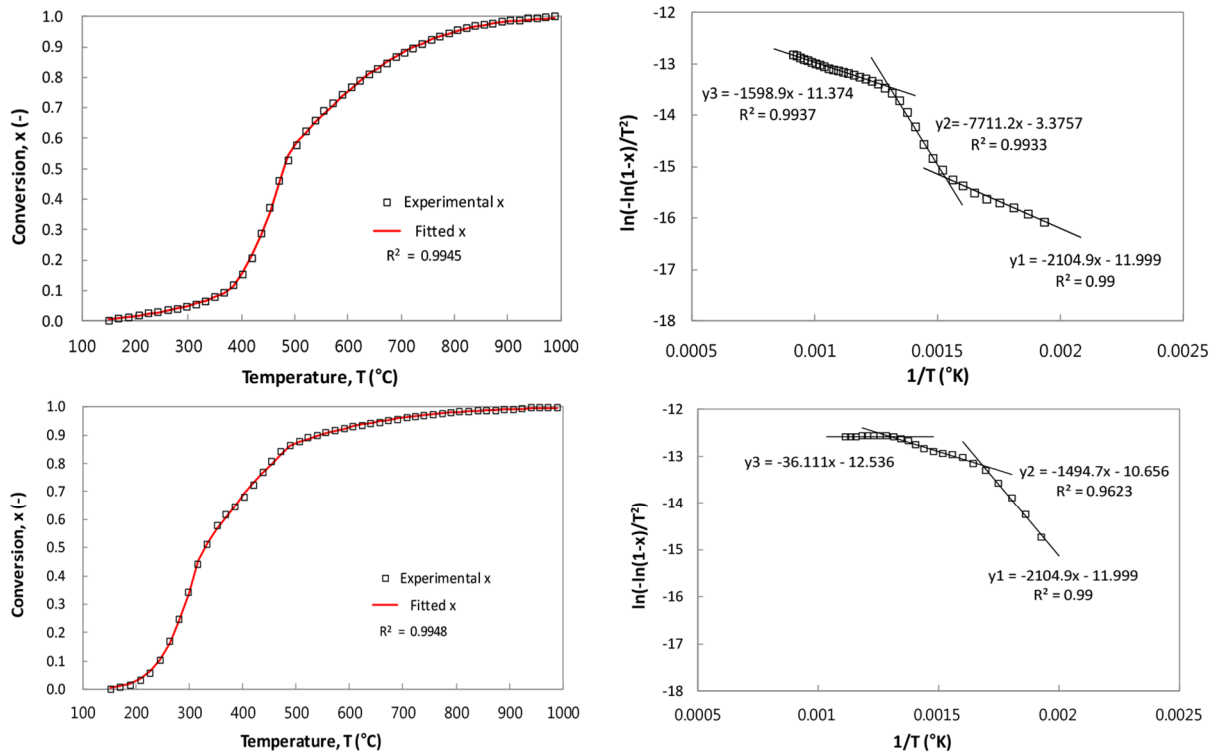 1.0
0.9
0.8
0.7
0.6
0.5
0.4
0.3
0.2
0.1
0.0
Conversion, x (-)
Experimental x
Fitted x
R² = 0.9945
100 200 300 400 500 600 700 800 900 1000
Temperature, T (°C)
-12
-13
-14
-15
-16
-17
-18
ln(-ln(1-x)/T²)
y3 = -1598.9x - 11.374
R² = 0.9937
y2= -7711.2x - 3.3757
R² = 0.9933
y1 = -2104.9x - 11.999
R² = 0.99
0.0005 0.001 0.0015 0.002 0.0025
1/T (°K)
1.0
0.9
0.8
0.7
0.6
0.5
0.4
0.3
0.2
0.1
0.0
Conversion, x (-)
Experimental x
Fitted x
R² = 0.9948
100 200 300 400 500 600 700 800 900 1000
Temperature, T (°C)
-12
-13
-14
-15
-16
-17
-18
ln(-ln(1-x)/T²)
y3 = -36.111x - 12.536
y2 = -1494.7x - 10.656
R² = 0.9623
y1 = -2104.9x - 11.999
R² = 0.99
0.0005 0.001 0.0015 0.002 0.0025
1/T (°K)